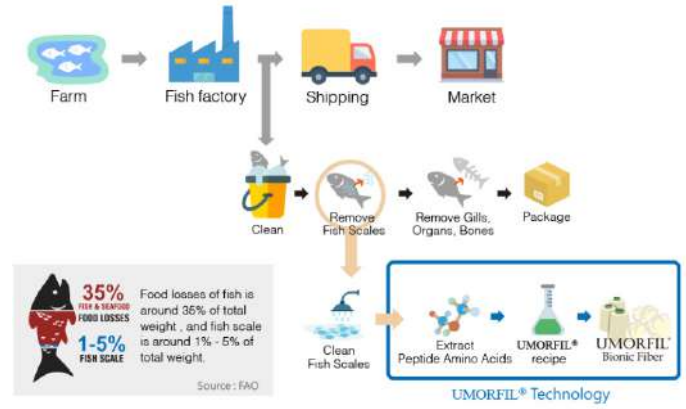 Farm
Fish factory
Shipping
Market
Clean
Remove
Fish Scales
Remove Gills,
Organs, Bones
Package
35%
FISH & SEAFOOD
FOOD LOSSES
1-5%
FISH SCALE
Food losses of fish is
around 35% of total
weight , and fish scale
is around 1% - 5% of
total weight.
Source : FAO
Clean
Fish Scales
Extract
Peptide Amino Acids
UMORFIL®
recipe
UMORFIL®
Bionic Fiber
UMORFIL® Technology